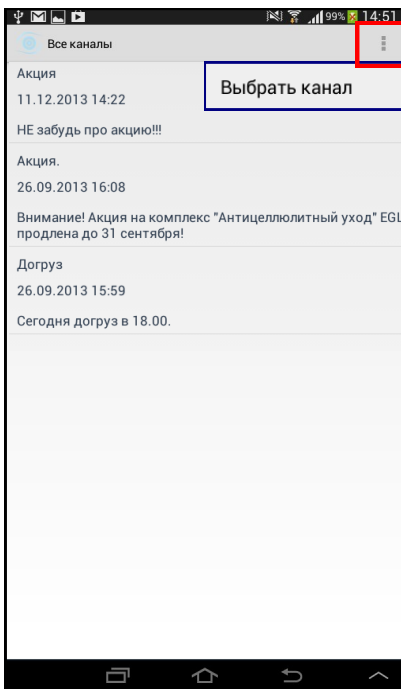 99% 14:51
Все каналы
Акция
11.12.2013 14:22
Выбрать канал
НЕ забудь про акцию!!!
Акция.
26.09.2013 16:08
Внимание! Акция на комплекс "Антицеллюлитный уход" EGL
продлена до 31 сентября!
Догруз
26.09.2013 15:59
Сегодня догруз в 18.00.